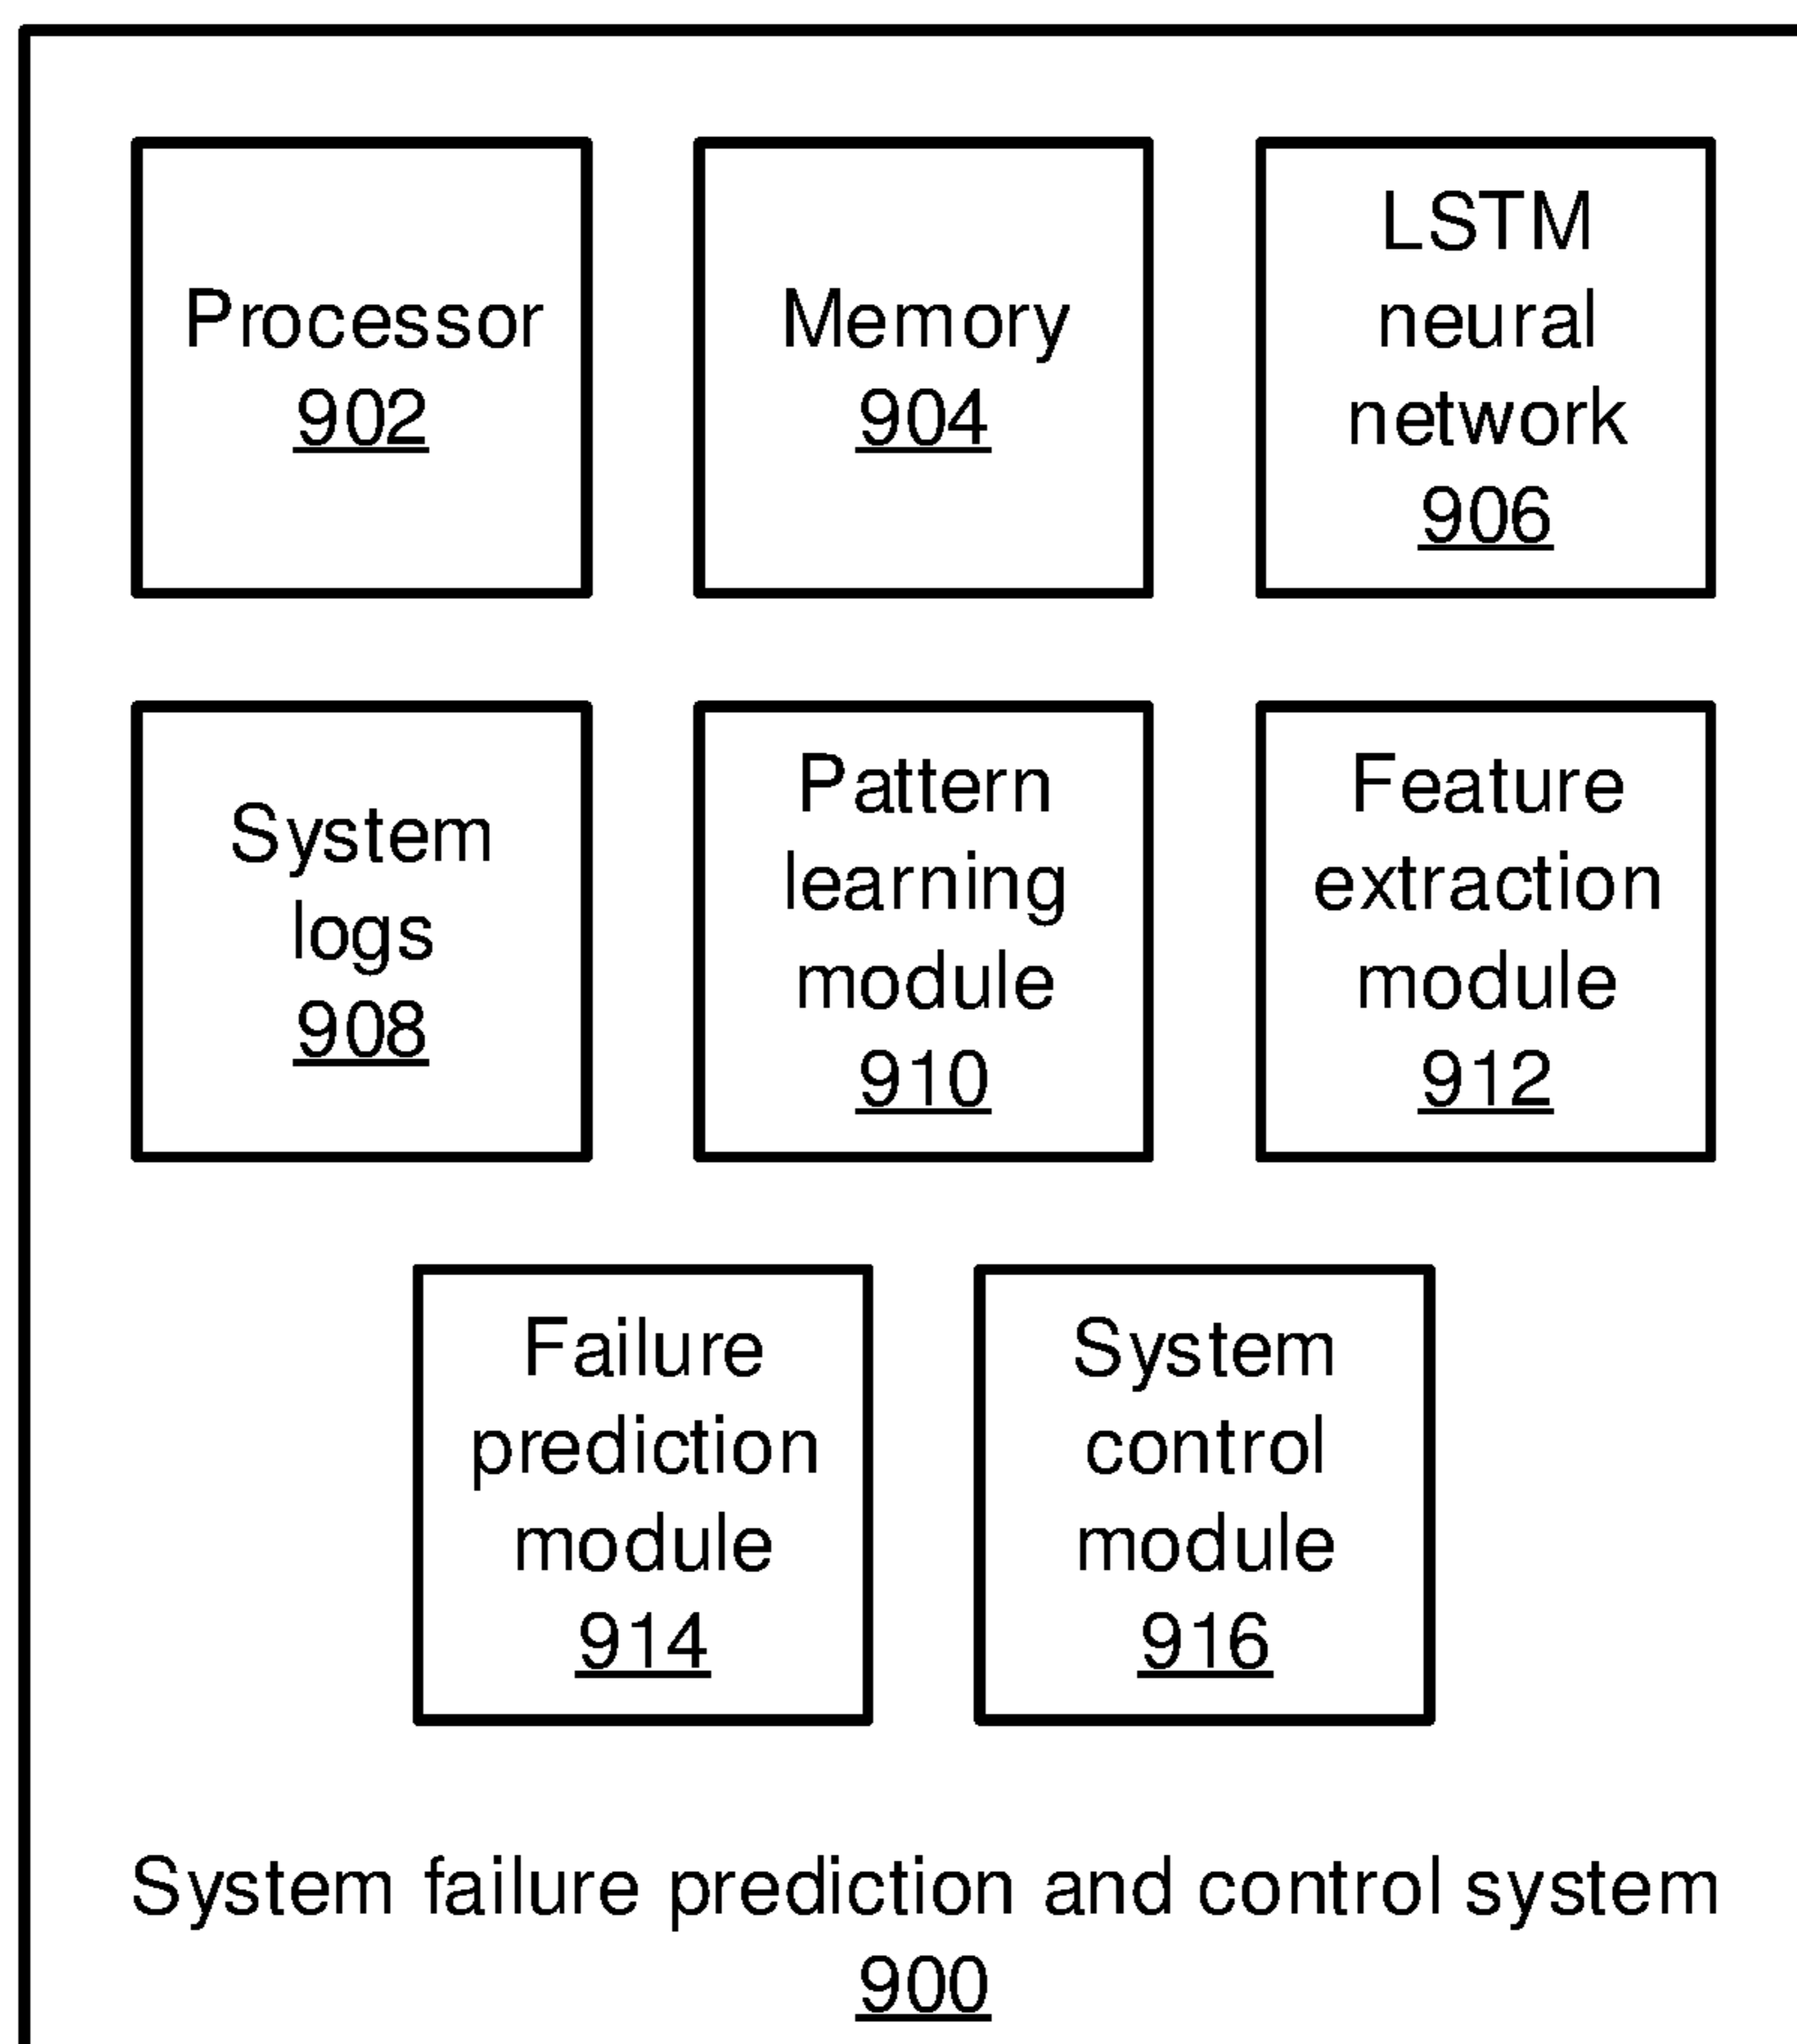 Processor
902
Memory
904
LSTM
neural
network
906
System
logs
908
Pattern
learning
module
910
Feature
extraction
module
912
Failure
prediction
module
914
System
control
module
916
System failure prediction and control system
900